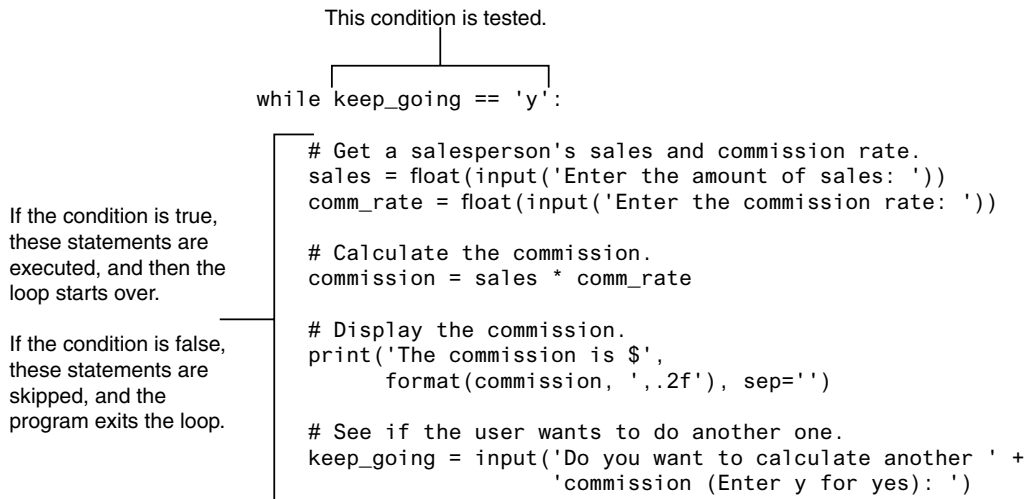 This condition is tested.
while keep_going == 'y':
# Get a salesperson's sales and commission rate.
sales = float(input('Enter the amount of sales: '))
comm_rate = float(input('Enter the commission rate: '))
If the condition is true,
these statements are
executed, and then the
loop starts over.
If the condition is false,
these statements are
skipped, and the
program exits the loop.
# Calculate the commission.
commission = sales * comm_rate
# Display the commission.
print('The commission is $',
format(commission, ',.2f'), sep='')
# See if the user wants to do another one.
keep_going = input('Do you want to calculate another ' +
'commission (Enter y for yes): ')